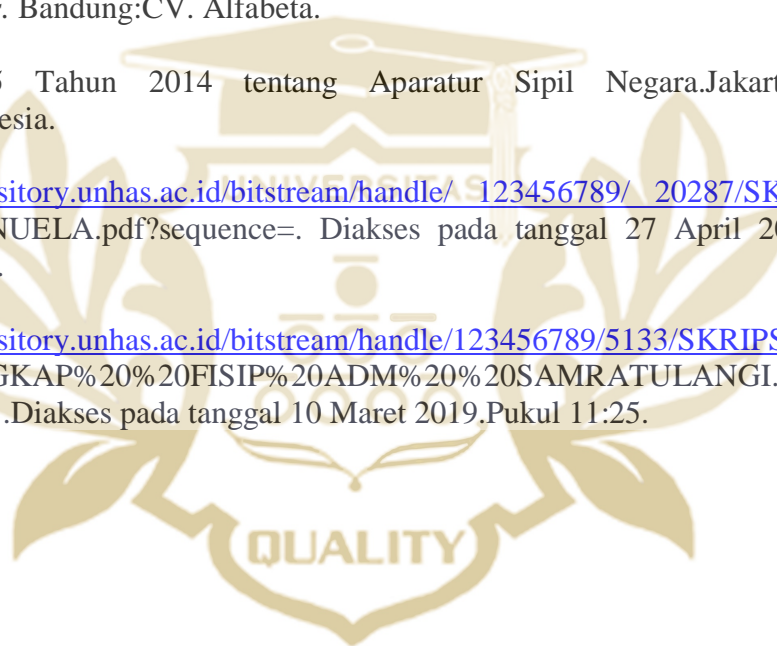 . Bandung:CV. Alfabeta.
Tahun 2014 tentang Aparatur Sipil Negara.Jakart
esia.
sitory.unhas.ac.id/bitstream/handle/ 123456789/ 20287/SK
NUELA.pdf?sequence=. Diakses pada tanggal 27 April 20
.
sitory.unhas.ac.id/bitstream/handle/123456789/5133/SKRIPS
GKAP%20%20FISIP%20ADM%20%20SAMRATULANGI.
.Diakses pada tanggal 10 Maret 2019.Pukul 11:25.
UNIVERSITAS
QUALITY